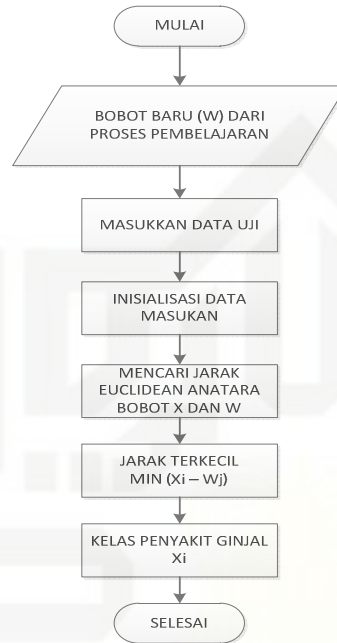 MULAI
BOBOT BARU (W) DARI
PROSES PEMBELAJARAN
MASUKKAN DATA UJI
INISIALISASI DATA
MASUKAN
MENCARI JARAK
EUCLIDEAN ANATARA
BOBOT X DAN W
JARAK TERKECIL
MIN (Xi – Wj)
KELAS PENYAKIT GINJAL
Xi
SELESAI